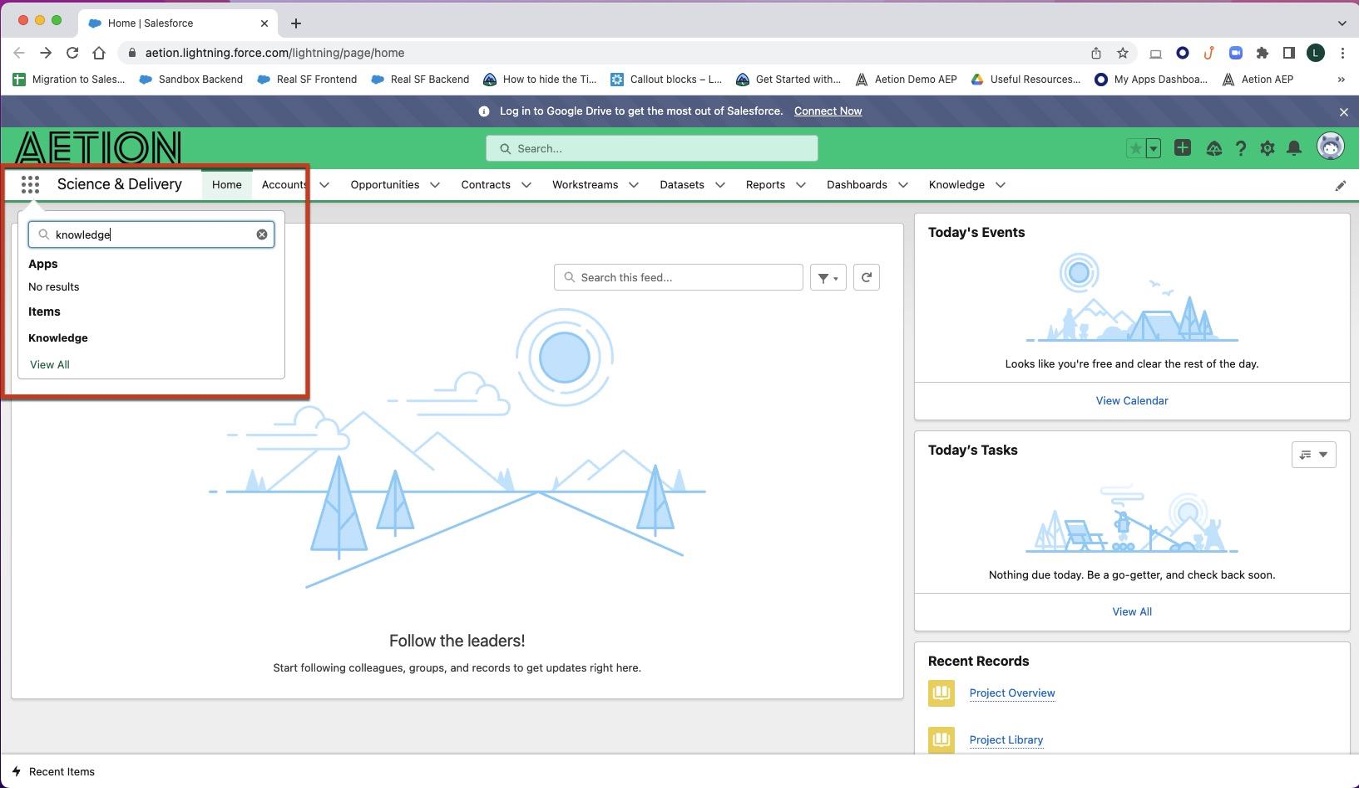 Home | Salesforce
aetion.lightning.force.com/lightning/page/home
L
Migration to Sales...
Sandbox Backend
Real SF Frontend
Real SF Backend
How to hide the Ti...
Callout blocks – L...
Get Started with...
Aetion Demo AEP
Useful Resources...
My Apps Dashboa...
Aetion AEP
Log in to Google Drive to get the most out of Salesforce. Connect Now
AETION
Search...
Science & Delivery
Home
Accounts
Opportunities
Contracts
Workstreams
Datasets
Reports
Dashboards
Knowledge
knowledge
Apps
No results
Items
Knowledge
View All
Search this feed...
Follow the leaders!
Start following colleagues, groups, and records to get updates right here.
Today's Events
Looks like you're free and clear the rest of the day.
View Calendar
Today's Tasks
Nothing due today. Be a go-getter, and check back soon.
View All
Recent Records
Project Overview
Project Library
Recent Items